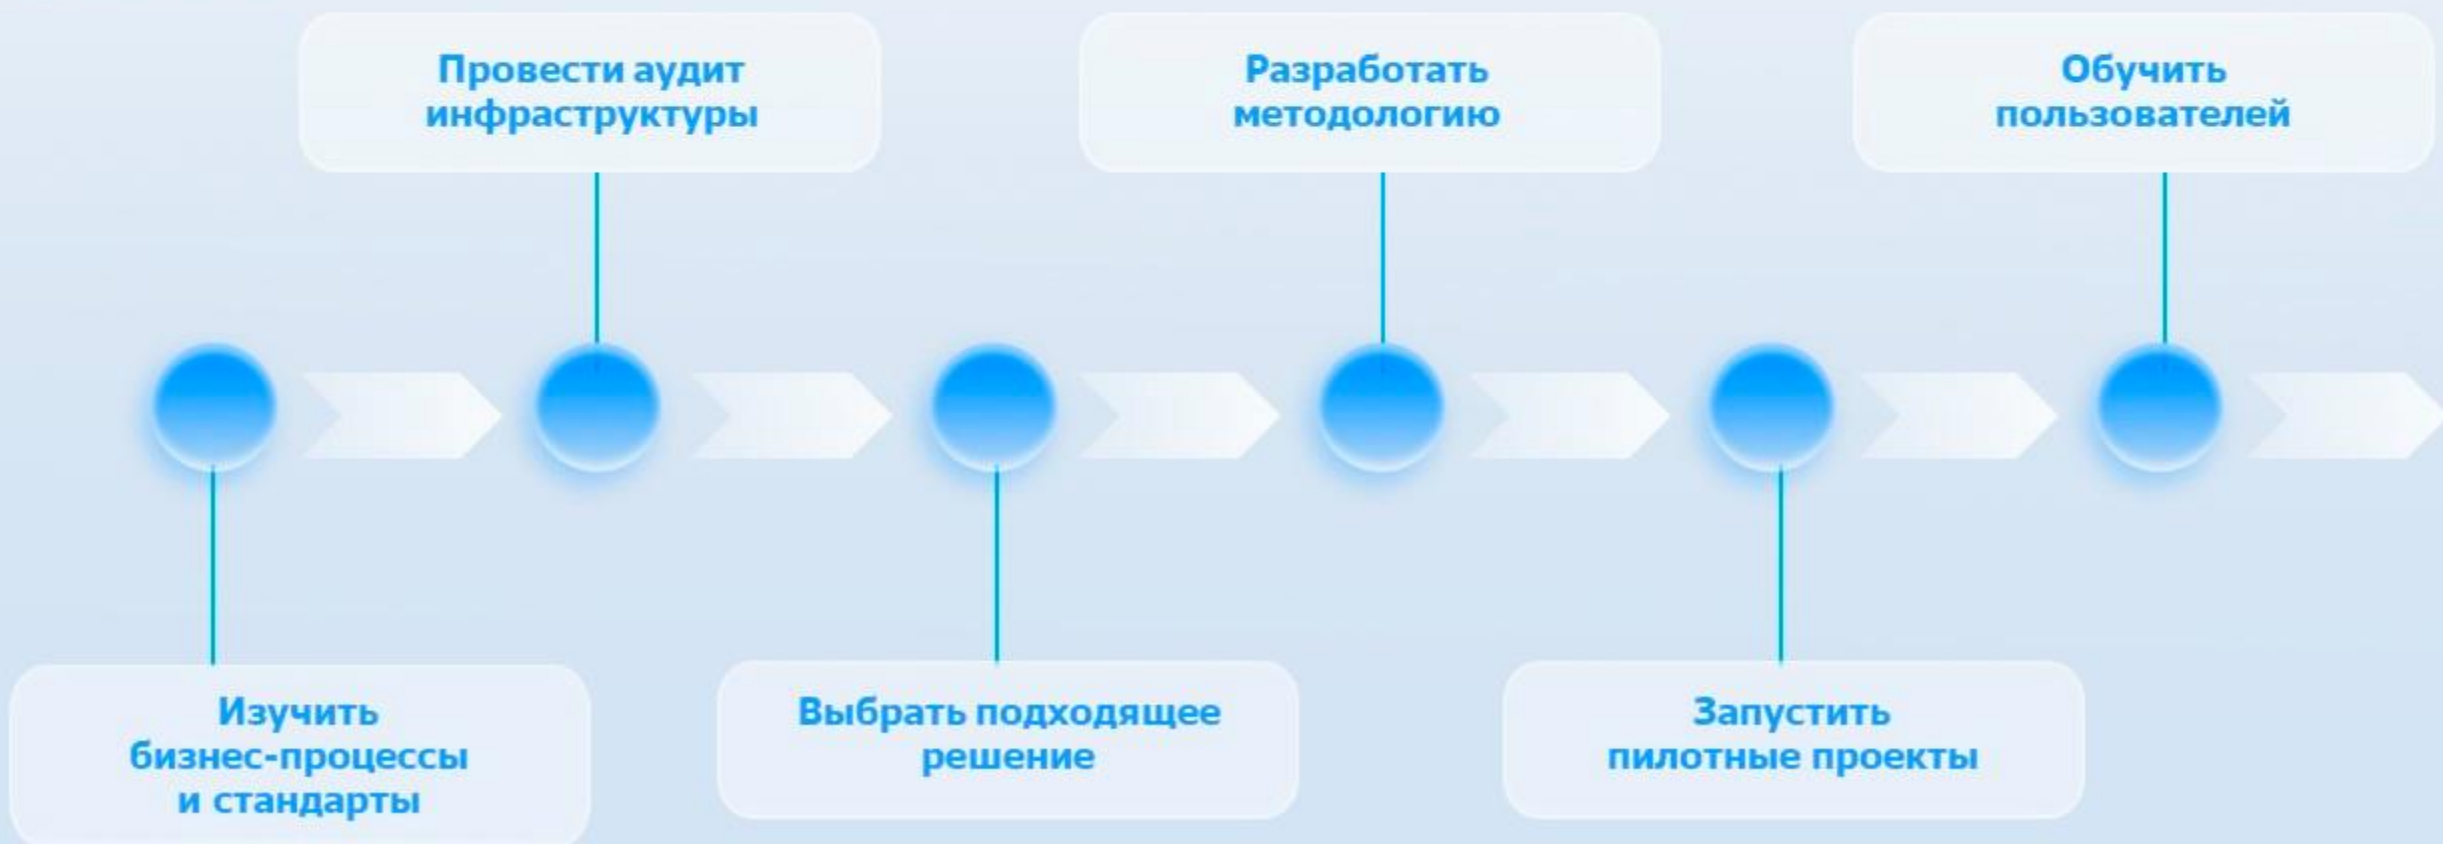 Провести аудит
инфраструктуры
Разработать
методологию
Обучить
пользователей
Изучить
бизнес-процессы
и стандарты
Выбрать подходящее
решение
Запустить
пилотные проекты